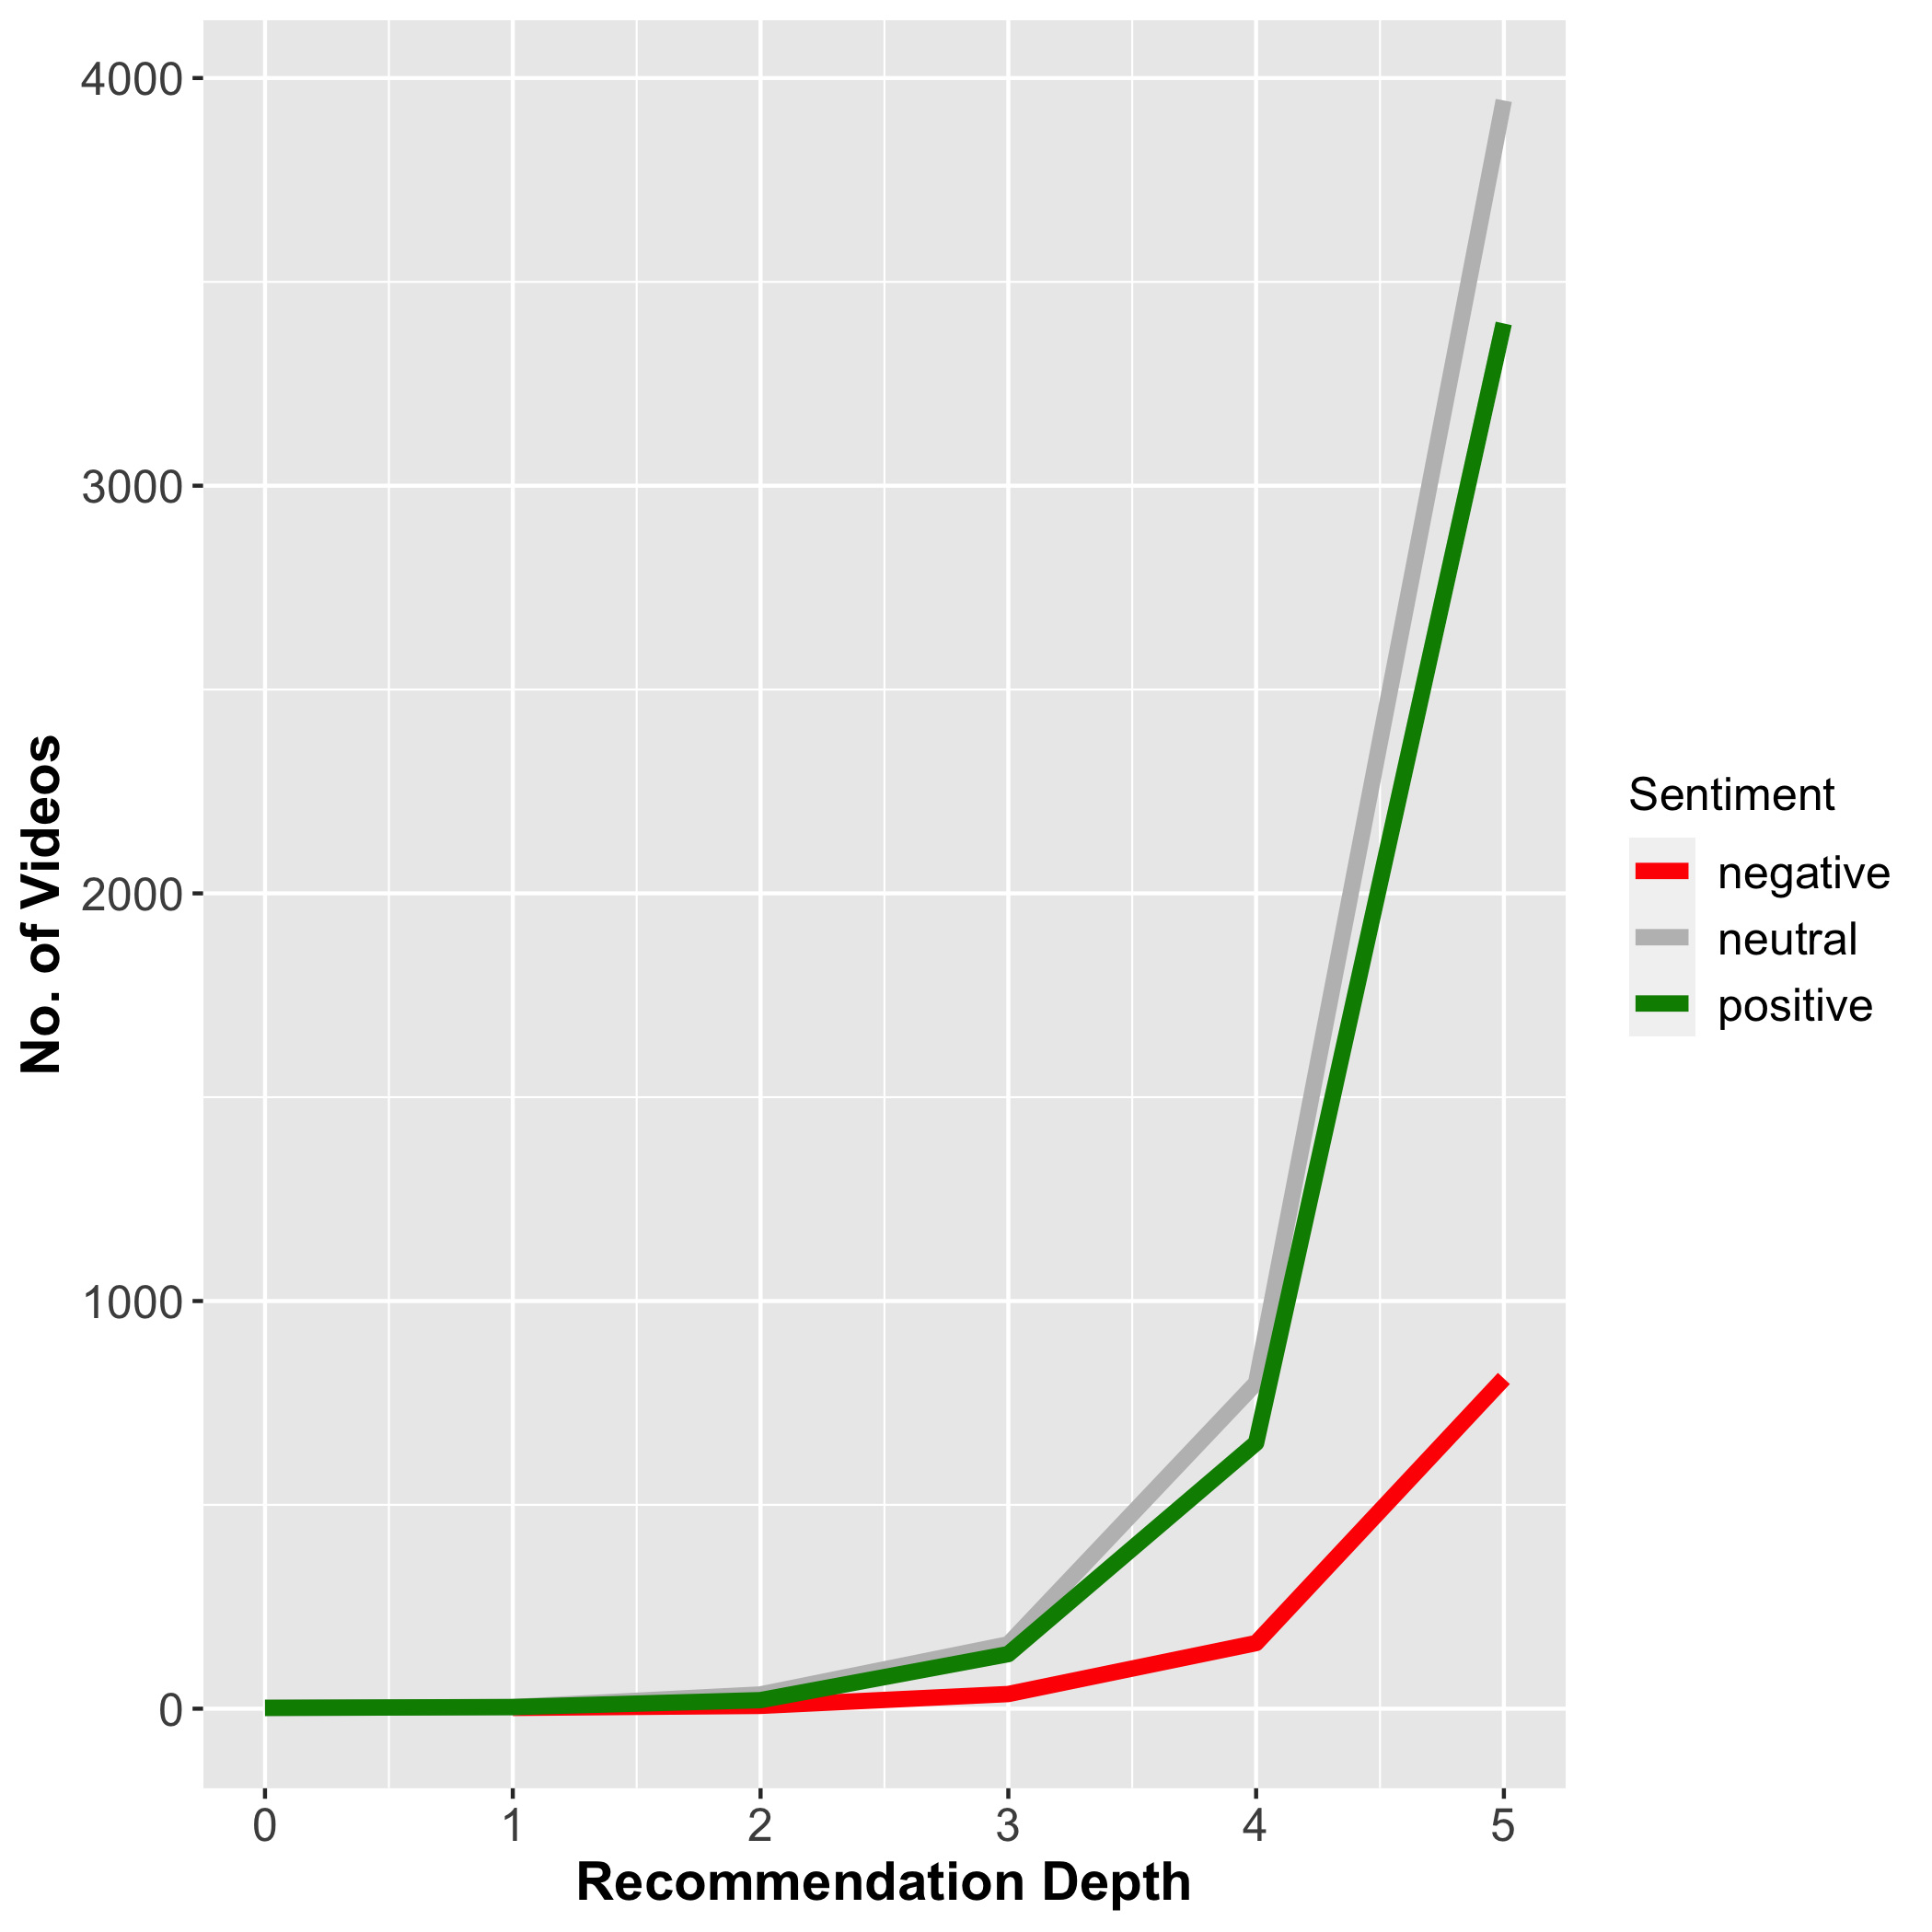 No. of Videos
4000
3000
2000
1000
0
0 1 2 3 4 5
Recommendation Depth
Sentiment
negative
neutral
positive